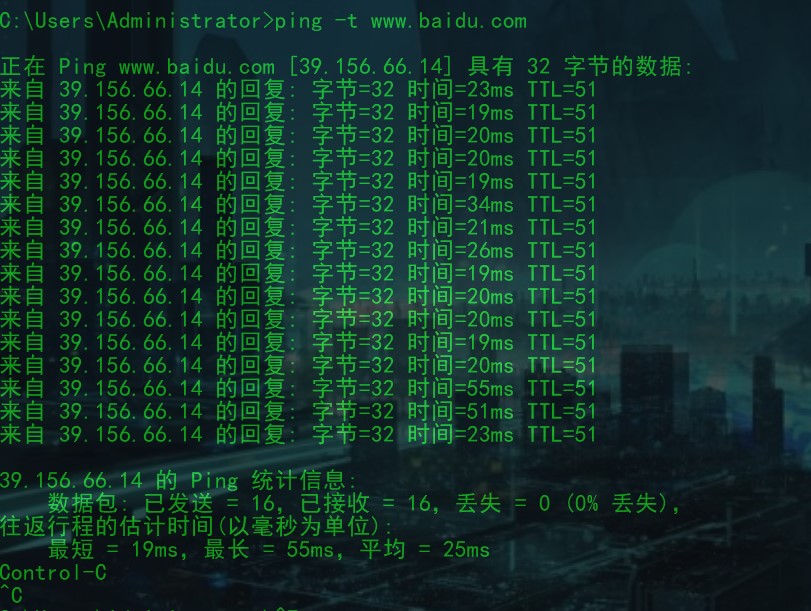 C:\Users\Administrator>ping -t www.baidu.com
正在 Ping www.baidu.com [39.156.66.14] 具有 32 字节的数据:
来自 39.156.66.14 的回复: 字节=32 时间=23ms TTL=51
来自 39.156.66.14 的回复: 字节=32 时间=19ms TTL=51
来自 39.156.66.14 的回复: 字节=32 时间=20ms TTL=51
来自 39.156.66.14 的回复: 字节=32 时间=20ms TTL=51
来自 39.156.66.14 的回复: 字节=32 时间=19ms TTL=51
来自 39.156.66.14 的回复: 字节=32 时间=34ms TTL=51
来自 39.156.66.14 的回复: 字节=32 时间=21ms TTL=51
来自 39.156.66.14 的回复: 字节=32 时间=26ms TTL=51
来自 39.156.66.14 的回复: 字节=32 时间=19ms TTL=51
来自 39.156.66.14 的回复: 字节=32 时间=20ms TTL=51
来自 39.156.66.14 的回复: 字节=32 时间=20ms TTL=51
来自 39.156.66.14 的回复: 字节=32 时间=19ms TTL=51
来自 39.156.66.14 的回复: 字节=32 时间=20ms TTL=51
来自 39.156.66.14 的回复: 字节=32 时间=55ms TTL=51
来自 39.156.66.14 的回复: 字节=32 时间=51ms TTL=51
来自 39.156.66.14 的回复: 字节=32 时间=23ms TTL=51
39.156.66.14 的 Ping 统计信息:
数据包: 已发送 = 16，已接收 = 16，丢失 = 0 (0% 丢失)，
往返行程的估计时间(以毫秒为单位):
最短 = 19ms，最长 = 55ms，平均 = 25ms
Control-C
^C